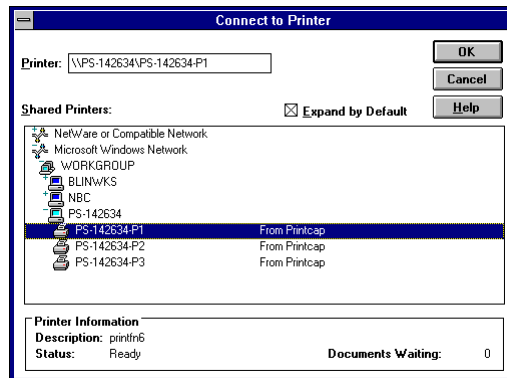 Connect to Printer
Printer: \\PS-142634\PS-142634-P1
OK
Cancel
Help
Shared Printers:
Expand by Default
NetWare or Compatible Network
Microsoft Windows Network
WORKGROUP
BLINWKS
NBC
PS-142634
PS-142634-P1 From Printcap
PS-142634-P2 From Printcap
PS-142634-P3 From Printcap
Printer Information
Description: printfn6
Status: Ready Documents Waiting: 0